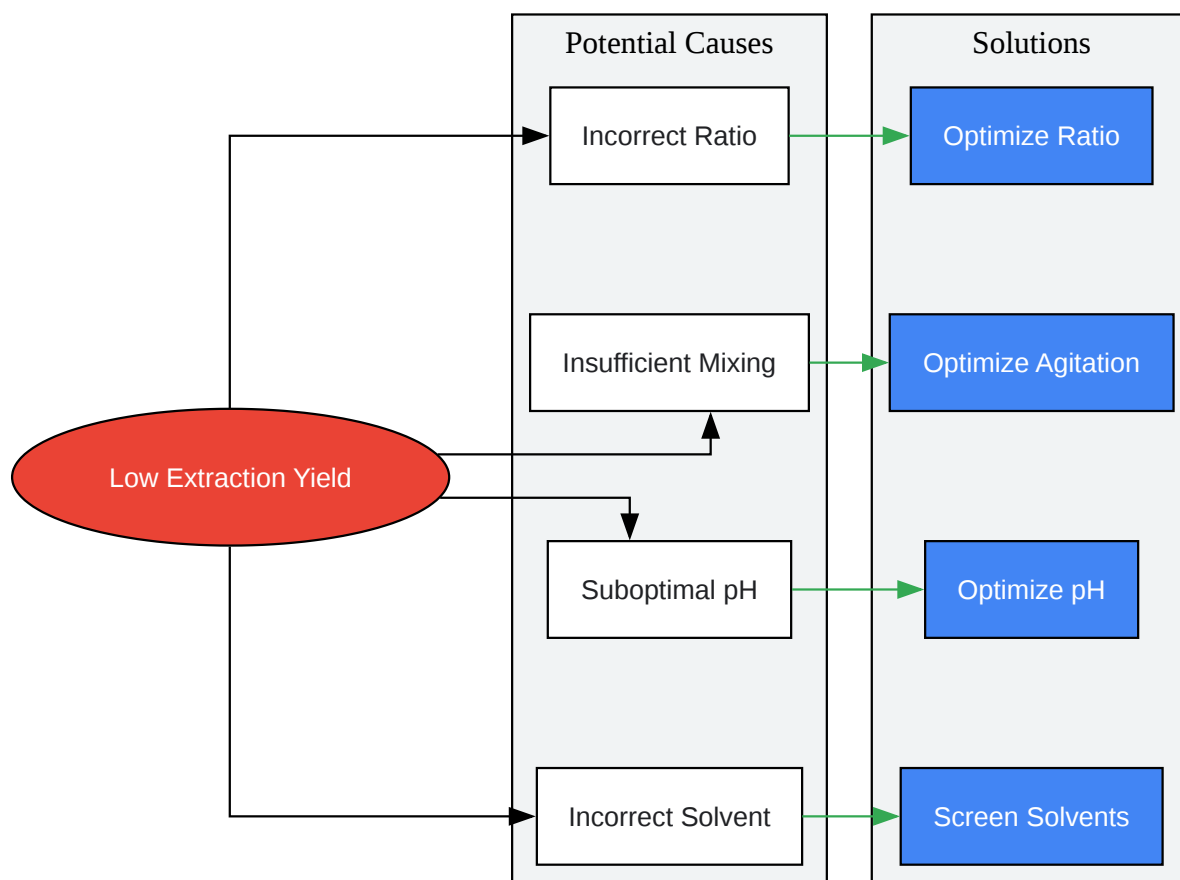 Potential Causes
Solutions
Incorrect Ratio
Optimize Ratio
Insufficient Mixing
Optimize Agitation
Low Extraction Yield
Suboptimal pH
Optimize pH
Incorrect Solvent
Screen Solvents